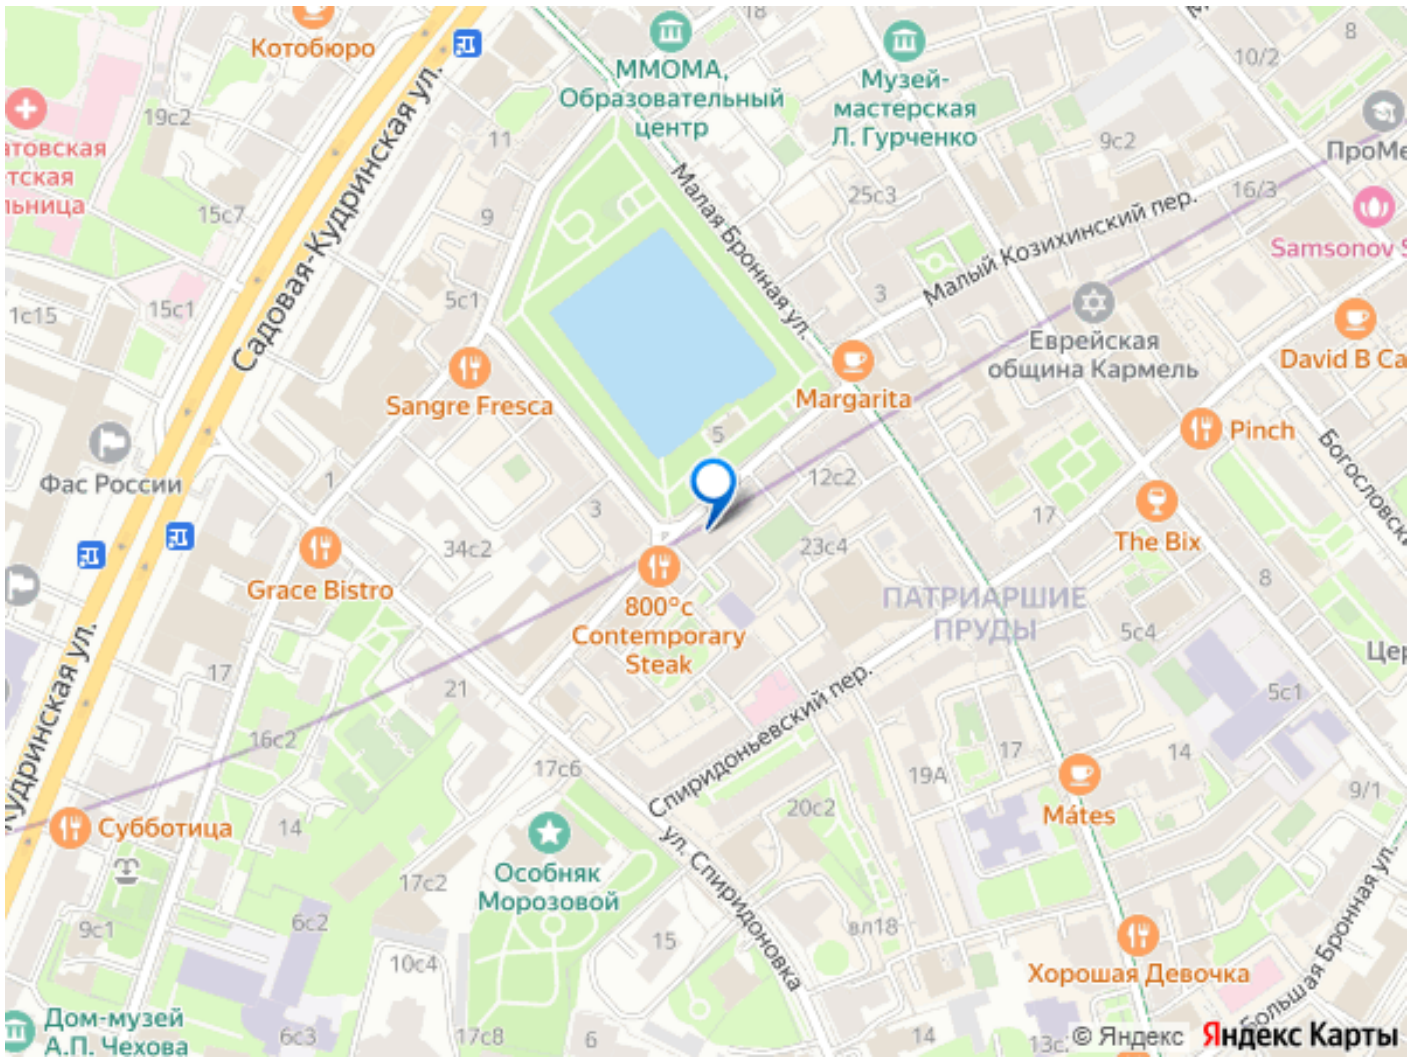 Котобюро
18
8
10/2
ММОМА,
Образовательный
центр
Музей-
мастерская
Л. Гурченко
19с2
11
9с2
ПроМе
атовская
тская
льница
Садовая-Кудринская ул.
Малая Бронная ул.
25с3
16/3
15с7
9
Малый Козихинский пер.
Samsonov S
5с1
3
1с15
15с1
Еврейская
община Кармель
David B Ca
Sangre Fresca
Margarita
5
Pinch
Богословски
Фас России
1
3
12с2
17
34с2
23с4
The Bix
Grace Bistro
800°с
Contemporary
Steak
ПАТРИАРШИЕ
ПРУДЫ
8
5с4
Цер
Кудринская ул.
17
21
Спиридоньевский пер.
5с1
16с2
17с6
17
14
19А
9/1
Субботица
14
20с2
Mátes
ул. Спиридоновка
Особняк
Морозовой
17с2
6с2
9с1
15
вл18
10с4
Хорошая Девочка
Большая Бронная ул.
Дом-музей
А.П. Чехова
6с3
17с8
6
14
13с
© Яндекс
Яндекс Карты